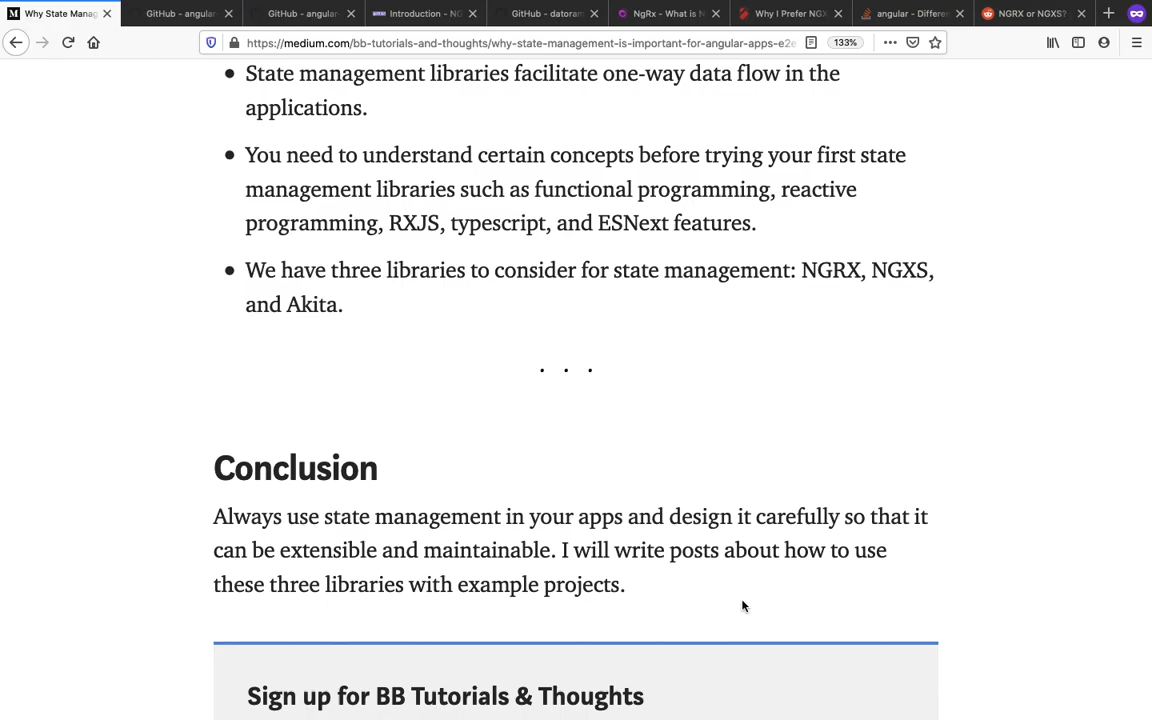 Why State Manag
GitHub - angular
GitHub - angular-
Introduction - NG
GitHub - datoram
NgRx - What is N
Why I Prefer NGX
angular - Differen
NGRX or NGXS?
https://medium.com/bb-tutorials-and-thoughts/why-state-management-is-important-for-angular-apps-e2e
133%
State management libraries facilitate one-way data flow in the
applications.
You need to understand certain concepts before trying your first state
management libraries such as functional programming, reactive
programming, RXJS, typescript, and ESNext features.
We have three libraries to consider for state management: NGRX, NGXS,
and Akita.
. . .
Conclusion
Always use state management in your apps and design it carefully so that it
can be extensible and maintainable. I will write posts about how to use
these three libraries with example projects.
Sign up for BB Tutorials & Thoughts